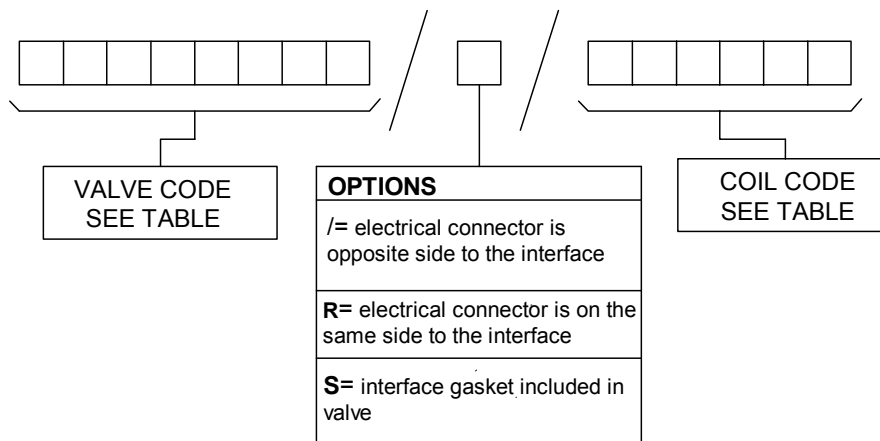 VALVE CODE
SEE TABLE
OPTIONS
/= electrical connector is
opposite side to the interface
R= electrical connector is on the
same side to the interface
S= interface gasket included in
valve
COIL CODE
SEE TABLE